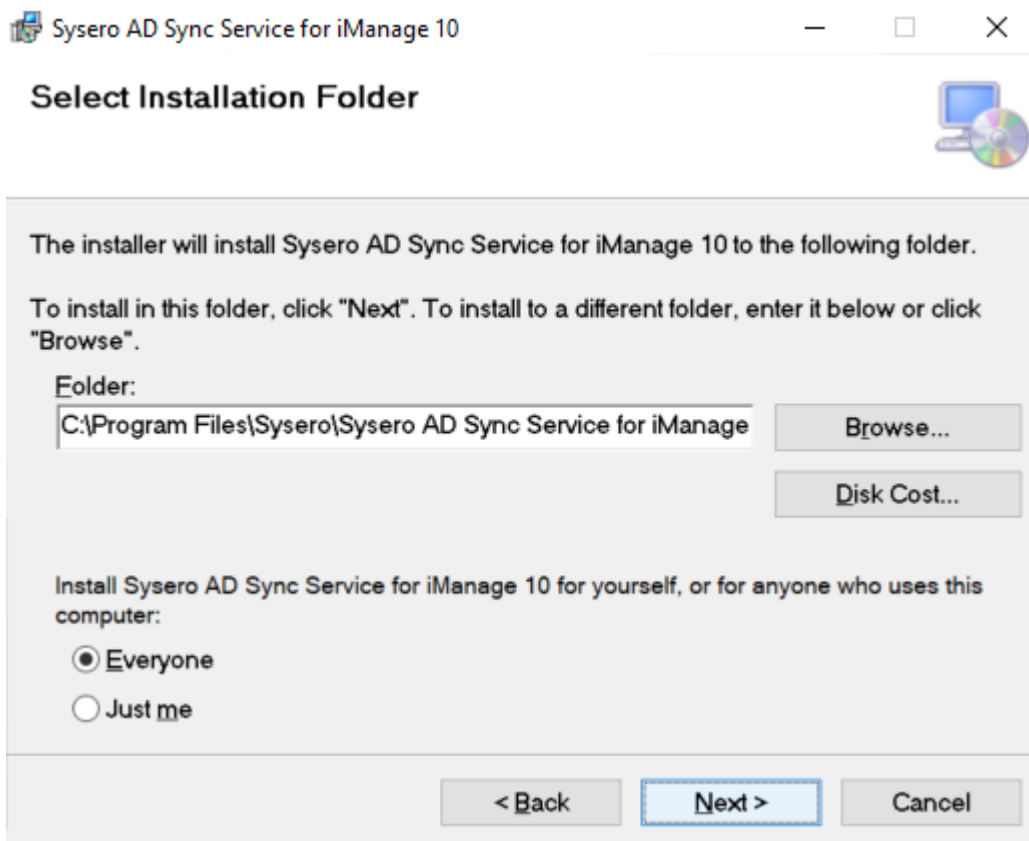 Sysero AD Sync Service for iManage 10
Select Installation Folder
The installer will install Sysero AD Sync Service for iManage 10 to the following folder.
To install in this folder, click "Next". To install to a different folder, enter it below or click
"Browse".
Folder:
C:\Program Files\Sysero\Sysero AD Sync Service for iManage
Browse...
Disk Cost...
Install Sysero AD Sync Service for iManage 10 for yourself, or for anyone who uses this
computer:
Everyone
Just me
< Back
Next >
Cancel